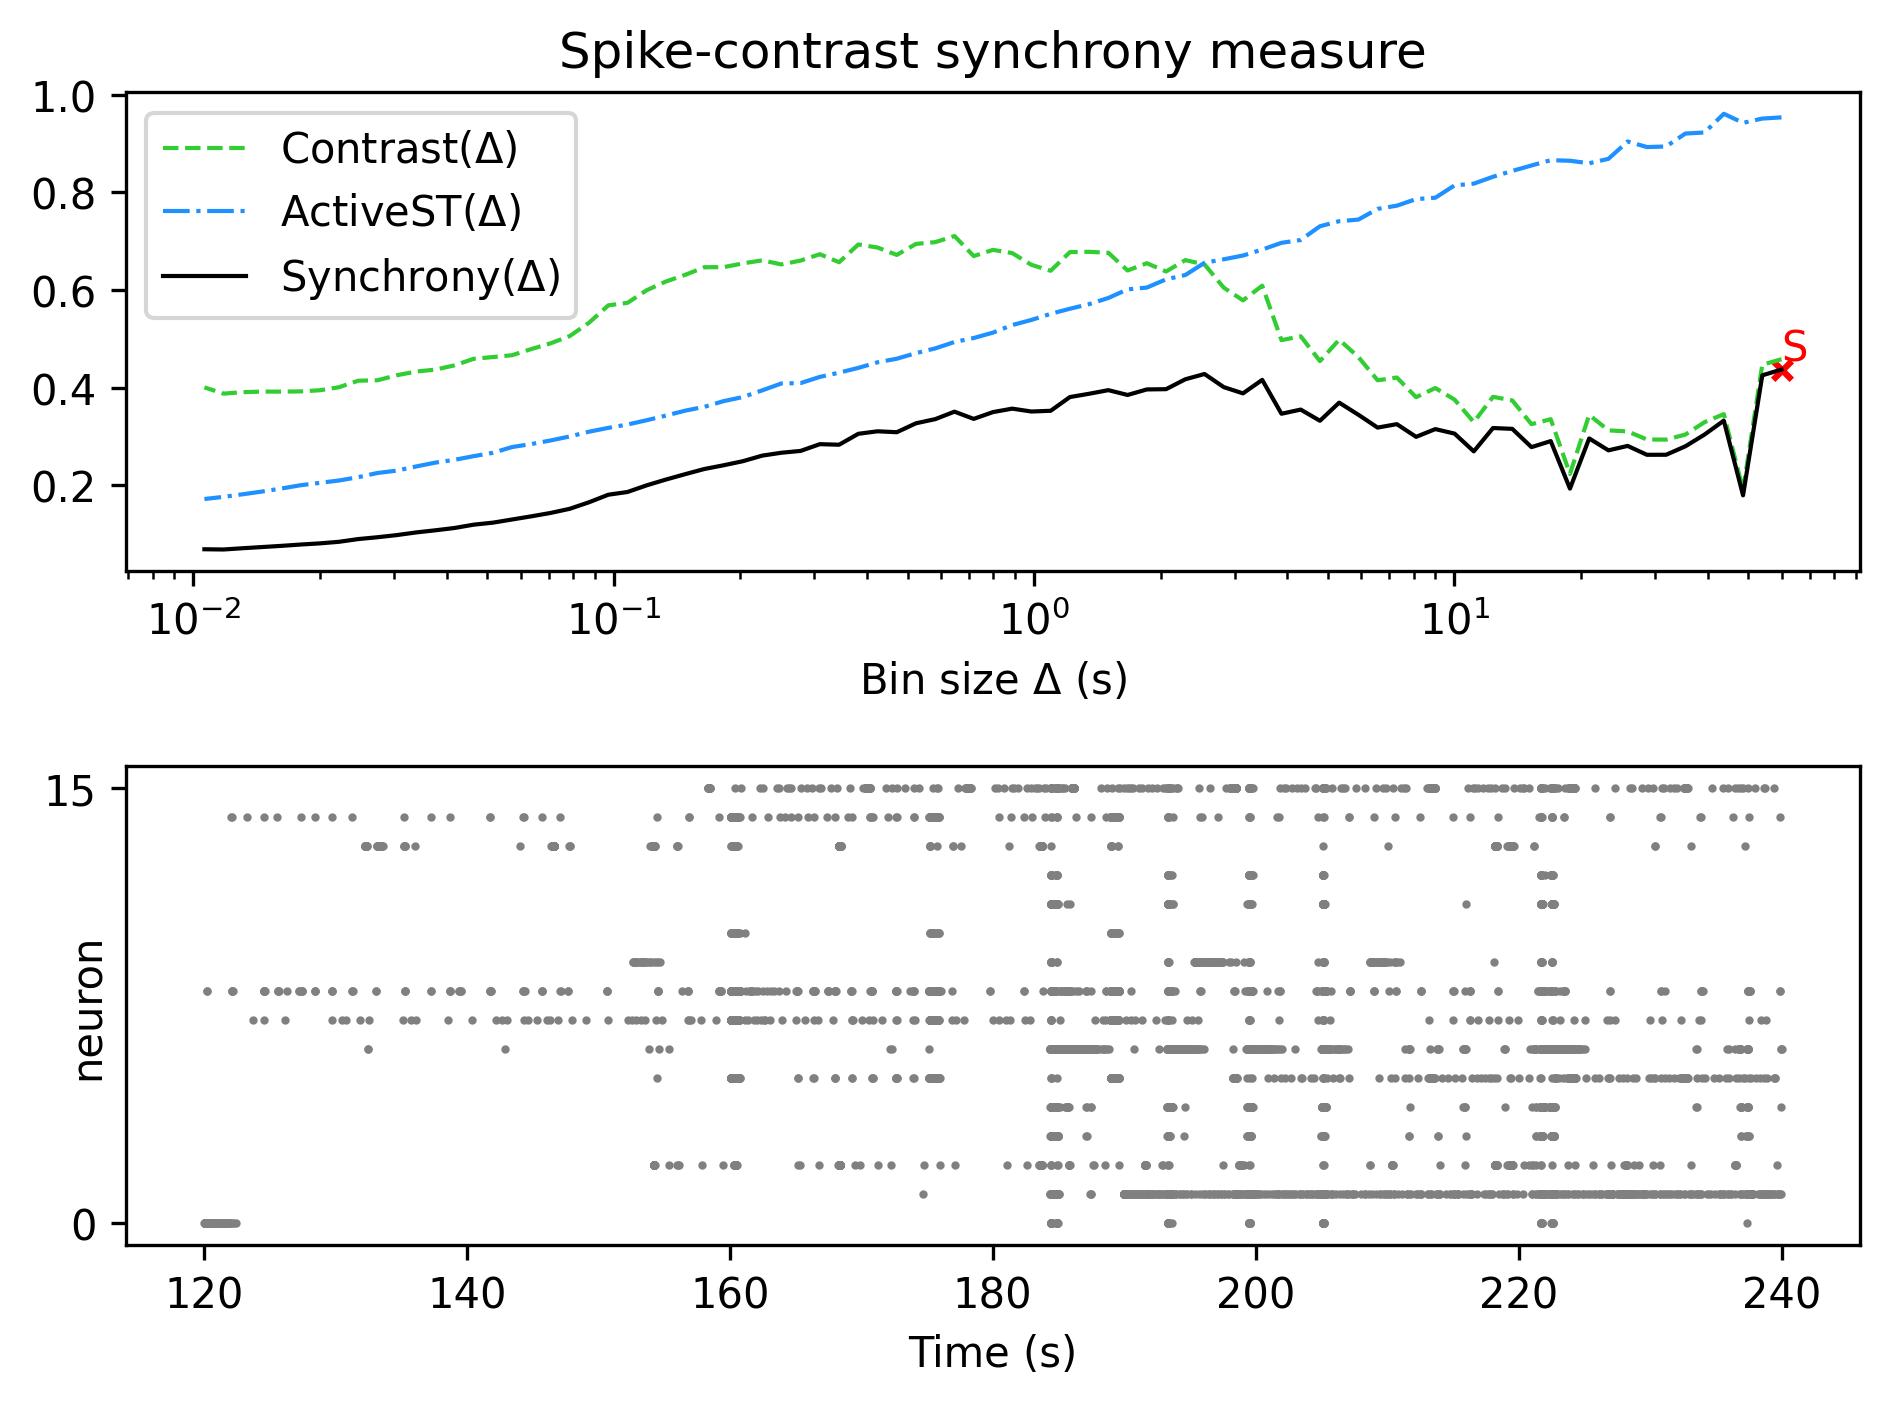 Spike-contrast synchrony measure
1.0
0.8
0.6
0.4
0.2
Contrast(Δ)
ActiveST(Δ)
Synchrony(Δ)
S
10⁻² 10⁻¹ 10⁰ 10¹
Bin size Δ (s)
15
0
neuron
120 140 160 180 200 220 240
Time (s)